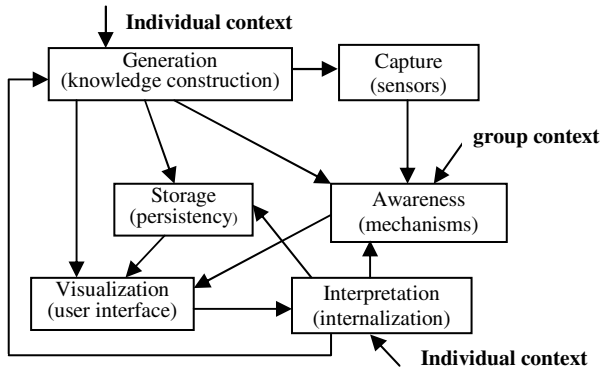 Individual context
Generation
(knowledge construction)
Capture
(sensors)
group context
Storage
(persistency)
Awareness
(mechanisms)
Visualization
(user interface)
Interpretation
(internalization)
Individual context